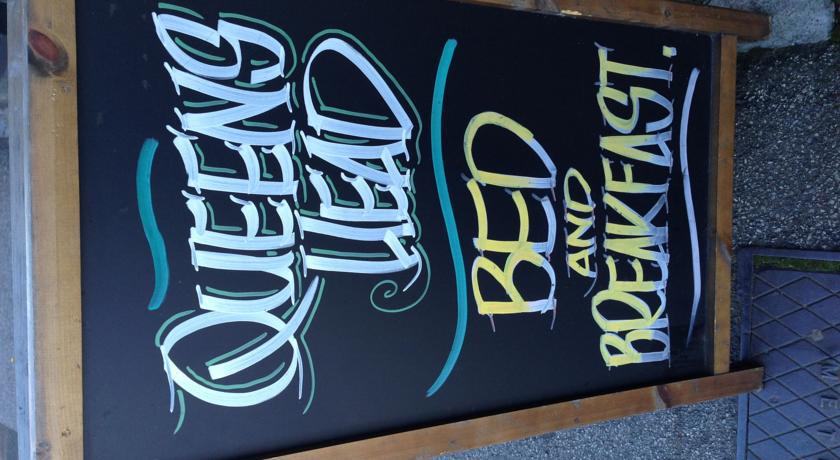 QUEENS
HEAD
BED
AND
BREAKFAST.